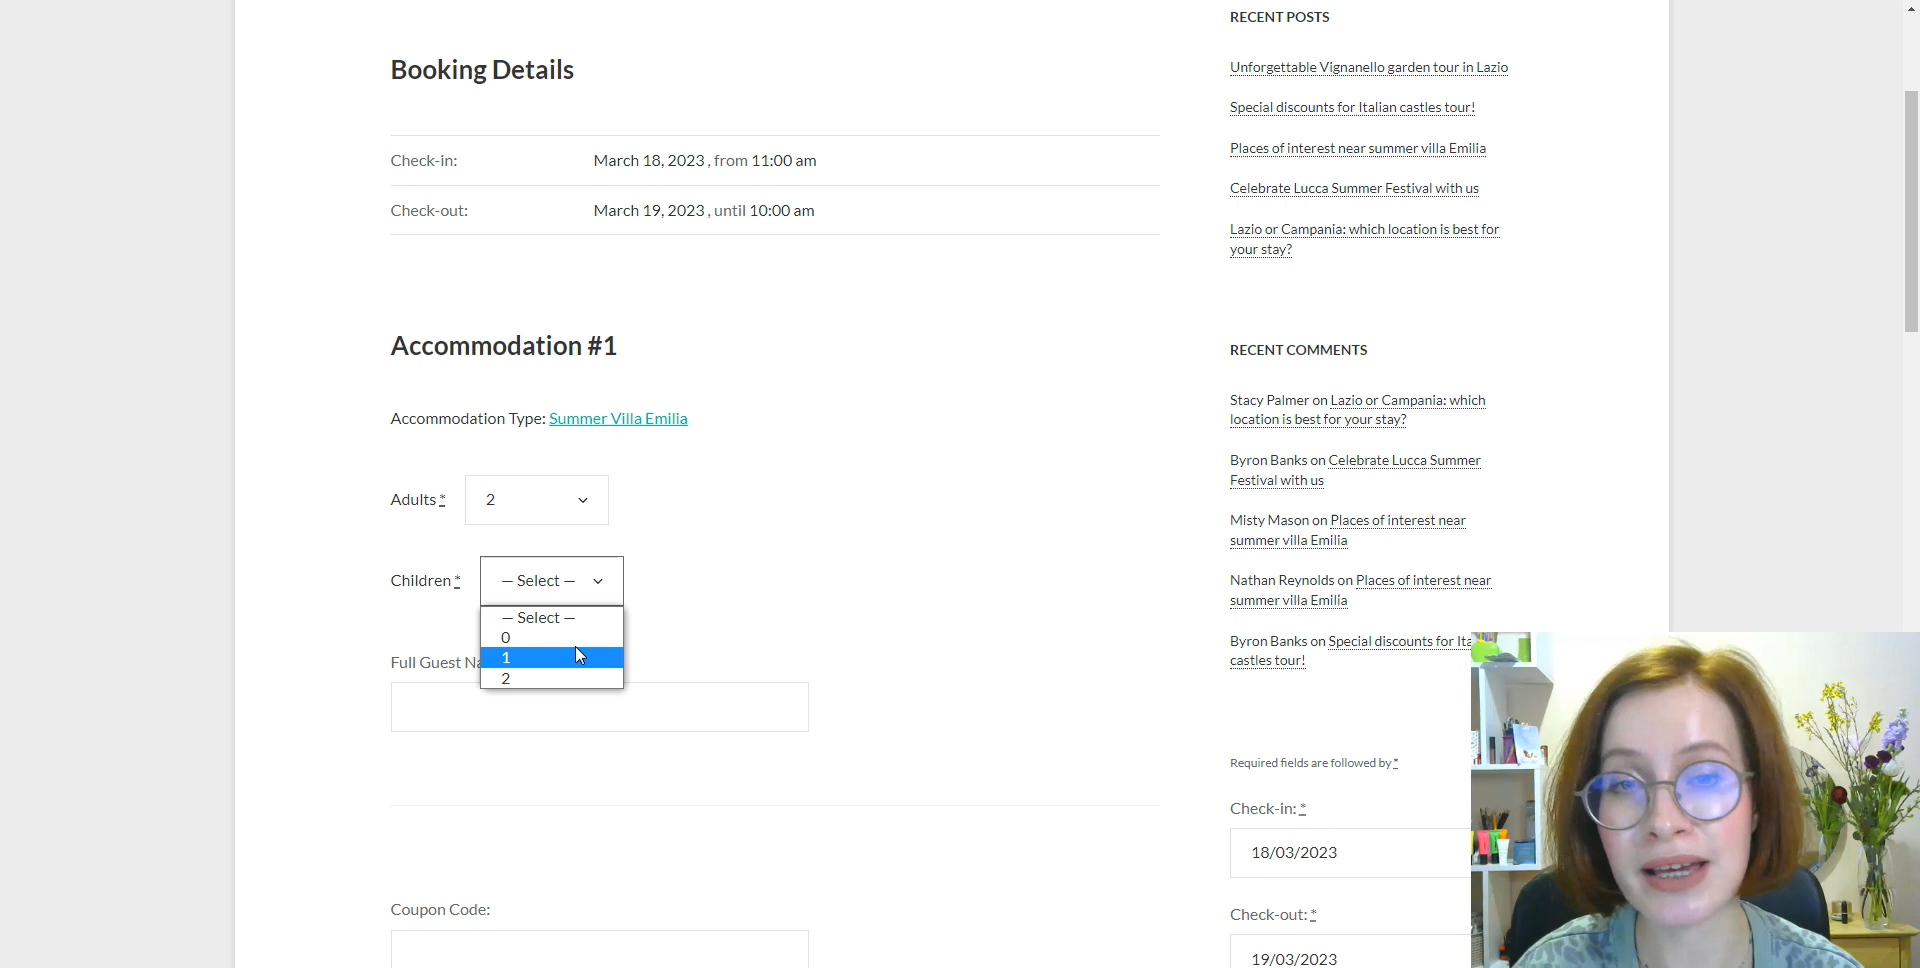 Booking Details
Check-in: March 18, 2023 , from 11:00 am
Check-out: March 19, 2023 , until 10:00 am
Accommodation #1
Accommodation Type: Summer Villa Emilia
Adults * 2
Children * — Select —
— Select —
0
1
2
Full Guest Na
Coupon Code:
RECENT POSTS
Unforgettable Vignanello garden tour in Lazio
Special discounts for Italian castles tour!
Places of interest near summer villa Emilia
Celebrate Lucca Summer Festival with us
Lazio or Campania: which location is best for
your stay?
RECENT COMMENTS
Stacy Palmer on Lazio or Campania: which
location is best for your stay?
Byron Banks on Celebrate Lucca Summer
Festival with us
Misty Mason on Places of interest near
summer villa Emilia
Nathan Reynolds on Places of interest near
summer villa Emilia
Byron Banks on Special discounts for Ita
castles tour!
Required fields are followed by *
Check-in: *
18/03/2023
Check-out: *
19/03/2023